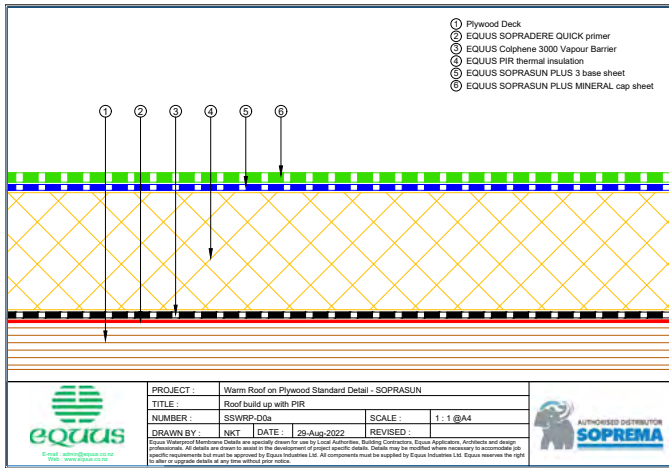 ① Plywood Deck
② EQUUS SOPRADERE QUICK primer
③ EQUUS Colphene 3000 Vapour Barrier
④ EQUUS PIR thermal insulation
⑤ EQUUS SOPRASUN PLUS 3 base sheet
⑥ EQUUS SOPRASUN PLUS MINERAL cap sheet
① ② ③ ④ ⑤ ⑥
equus
E-mail : admin@equus.co.nz
Web : www.equus.co.nz
PROJECT : Warm Roof on Plywood Standard Detail - SOPRASUN
TITLE : Roof build up with PIR
NUMBER : SSWRP-D0a SCALE : 1 : 1 @A4
DRAWN BY : NKT DATE : 29-Aug-2022 REVISED :
Equus Waterproof Membrane Details are specially drawn for use by Local Authorities, Building Contractors, Equus Applicators, Architects and design
professionals. All details are drawn to assist in the development of project specific details. Details may be modified where necessary to accomodate job
specific requirements but must be approved by Equus Industries Ltd. All components must be supplied by Equus Industries Ltd. Equus reserves the right
to alter or upgrade details at any time without prior notice.
AUTHORISED DISTRIBUTOR
SOPREMA